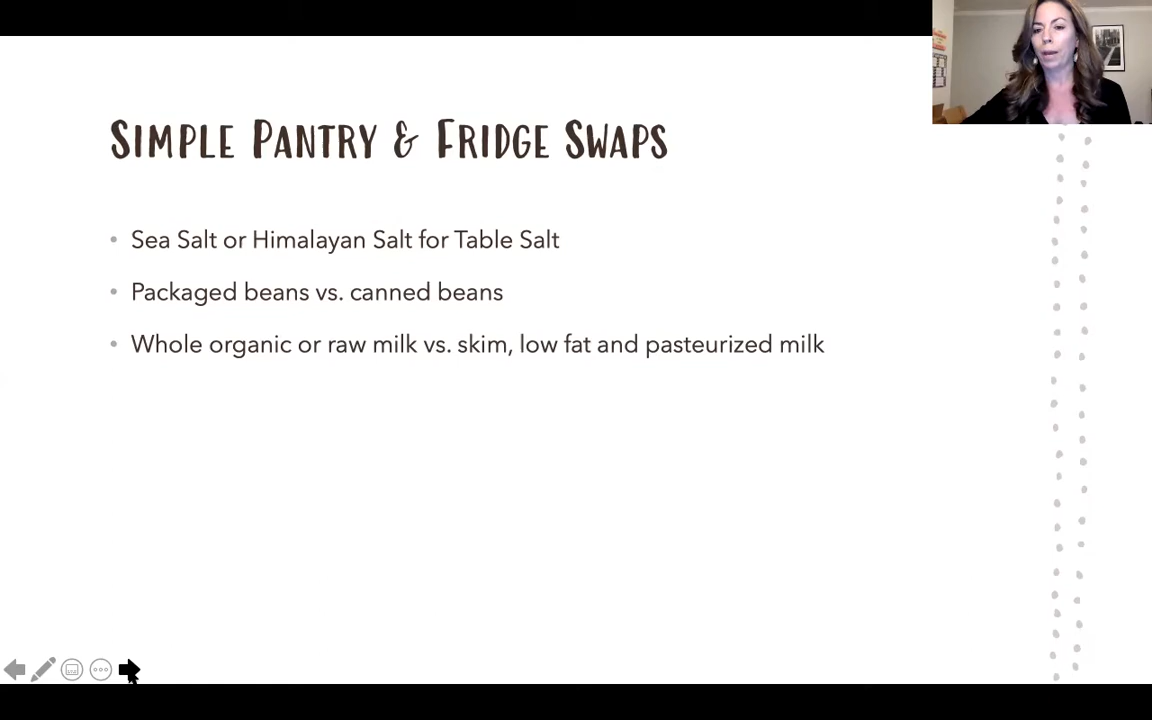 Simple Pantry & Fridge Swaps
Sea Salt or Himalayan Salt for Table Salt
Packaged beans vs. canned beans
Whole organic or raw milk vs. skim, low fat and pasteurized milk